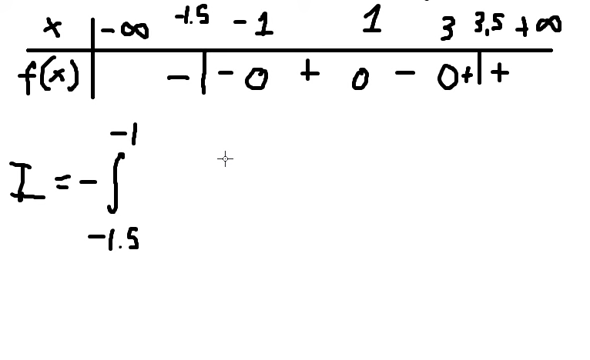 x -∞ -1.5 -1 1 3 3,5 +∞
f(x) - - 0 + 0 - 0 + +
-1
I = - ∫
-1.5